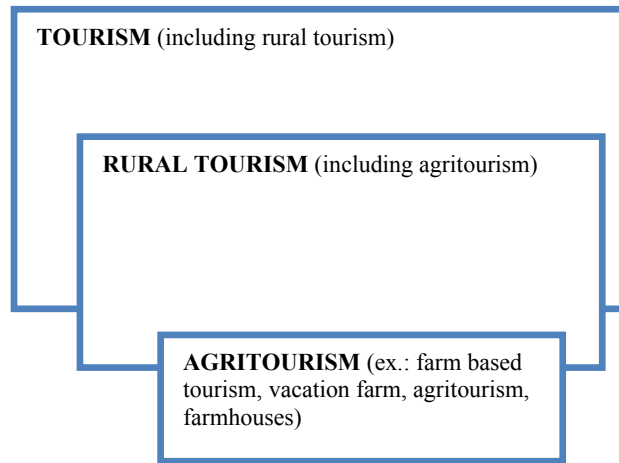 TOURISM (including rural tourism)
RURAL TOURISM (including agritourism)
AGRITOURISM (ex.: farm based
tourism, vacation farm, agritourism,
farmhouses)